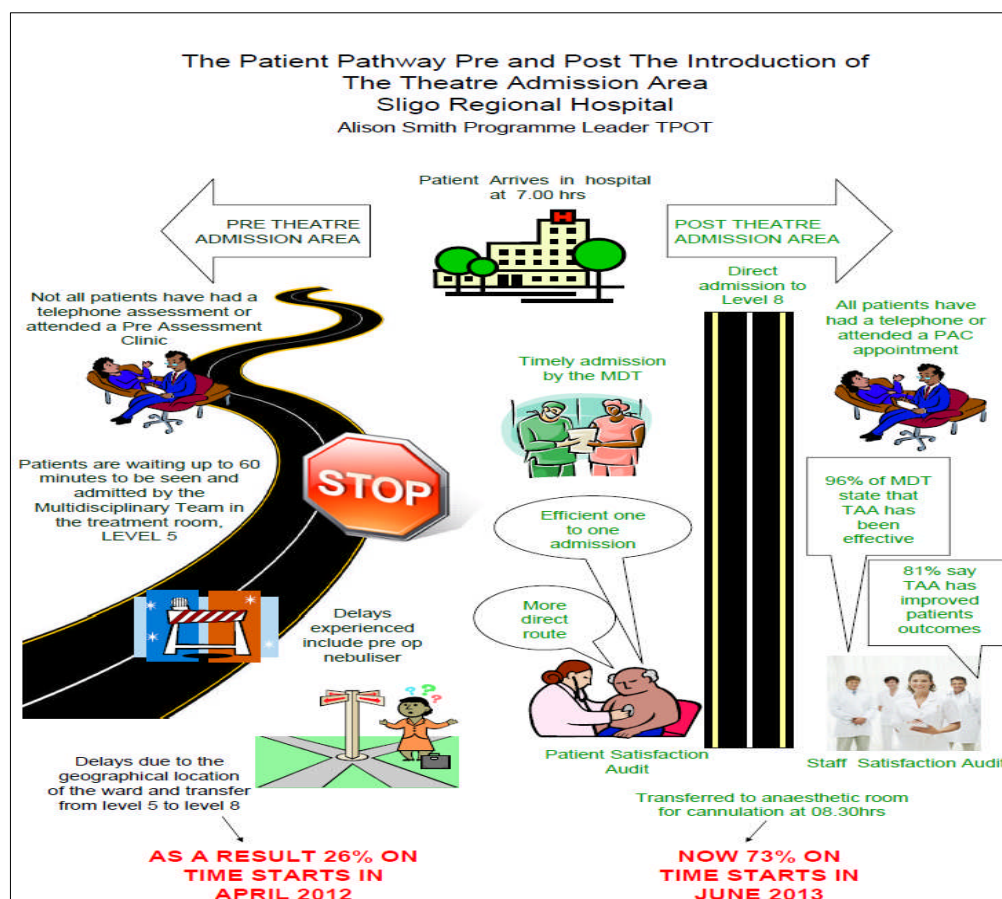 The Patient Pathway Pre and Post The Introduction of
The Theatre Admission Area
Sligo Regional Hospital
Alison Smith Programme Leader TPOT
Patient Arrives in hospital
at 7.00 hrs
H
PRE THEATRE
ADMISSION AREA
Not all patients have had a
telephone assessment or
attended a Pre Assessment
Clinic
Patients are waiting up to 60
minutes to be seen and
admitted by the
Multidisciplinary Team in
the treatment room,
LEVEL 5
STOP
Delays
experienced
include pre op
nebuliser
???
Delays due to the
geographical location
of the ward and transfer
from level 5 to level 8
AS A RESULT 26% ON
TIME STARTS IN
APRIL 2012
POST THEATRE
ADMISSION AREA
Direct
admission to
Level 8
All patients have
had a telephone or
attended a PAC
appointment
Timely admission
by the MDT
Efficient one
to one
admission
More
direct
route
96% of MDT
state that
TAA has
been
effective
81% say
TAA has
improved
patients
outcomes
Patient Satisfaction
Audit
Staff Satisfaction Audit
Transferred to anaesthetic room
for cannulation at 08.30hrs
NOW 73% ON
TIME STARTS IN
JUNE 2013